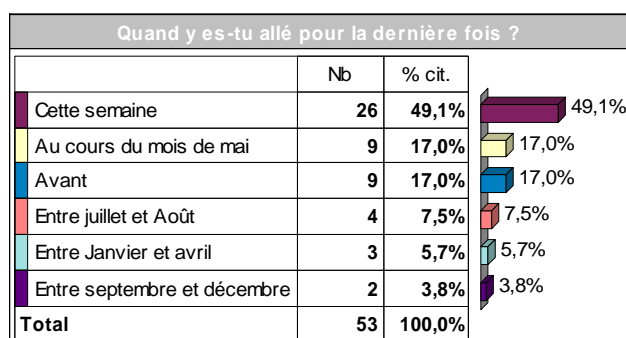 Quand y es-tu allé pour la dernière fois ?
Nb % cit.
Cette semaine 26 49,1% 49,1%
Au cours du mois de mai 9 17,0% 17,0%
Avant 9 17,0% 17,0%
Entre juillet et Août 4 7,5% 7,5%
Entre Janvier et avril 3 5,7% 5,7%
Entre septembre et décembre 2 3,8% 3,8%
Total 53 100,0%